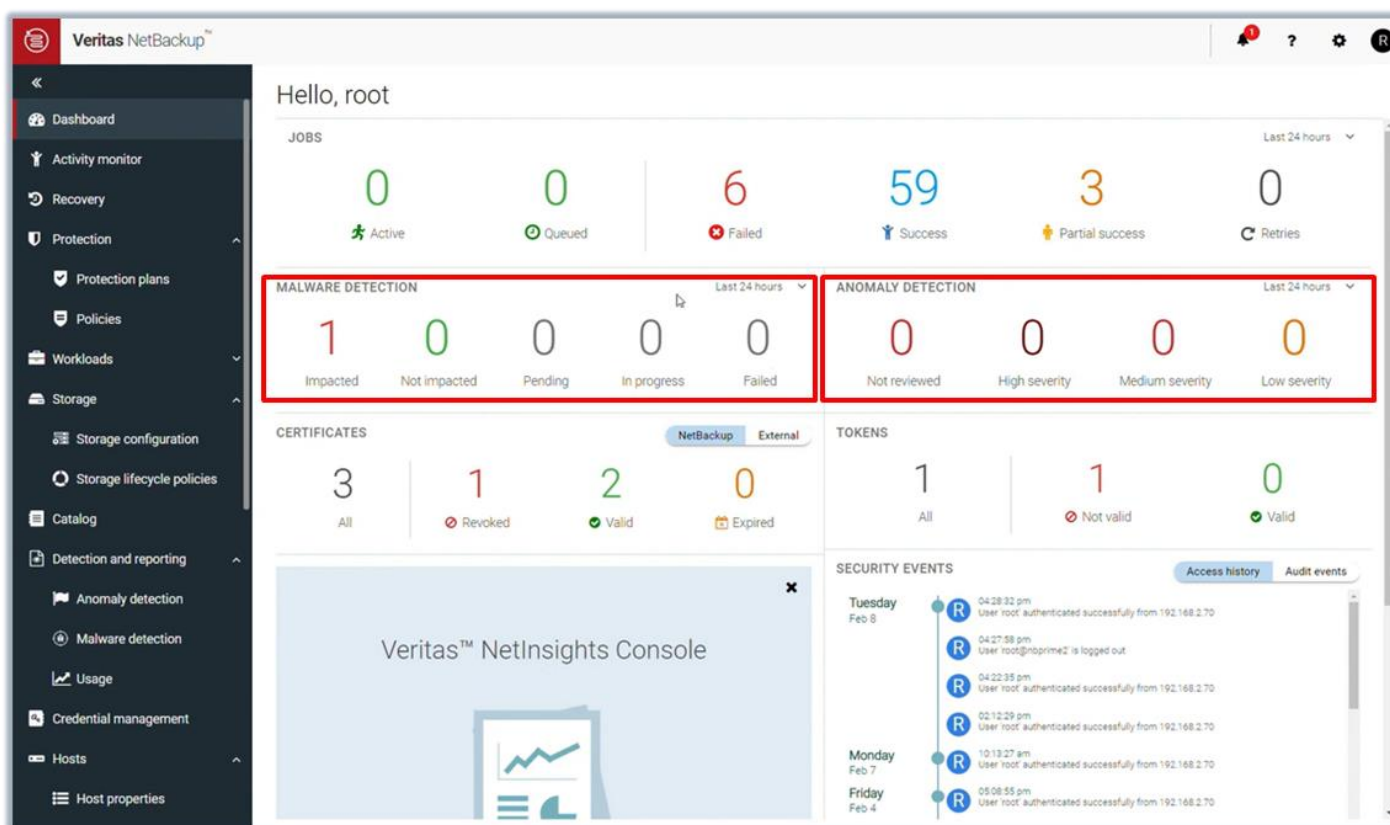 Veritas NetBackup™
1
?
R
«
Dashboard
Activity monitor
Recovery
Protection
Protection plans
Policies
Workloads
Storage
Storage configuration
Storage lifecycle policies
Catalog
Detection and reporting
Anomaly detection
Malware detection
Usage
Credential management
Hosts
Host properties
Hello, root
JOBS
Last 24 hours
0 0 6 59 3 0
Active Queued Failed Success Partial success Retries
MALWARE DETECTION
Last 24 hours
1 0 0 0 0
Impacted Not impacted Pending In progress Failed
ANOMALY DETECTION
Last 24 hours
0 0 0 0
Not reviewed High severity Medium severity Low severity
CERTIFICATES
NetBackup External
3 1 2 0
All Revoked Valid Expired
TOKENS
1 1 0
All Not valid Valid
Veritas™ NetInsights Console
SECURITY EVENTS
Access history Audit events
Tuesday
Feb 8
R
04:28:32 pm
User 'root' authenticated successfully from 192.168.2.70
R
04:27:58 pm
User 'root@nbprime2' is logged out
R
04:22:35 pm
User 'root' authenticated successfully from 192.168.2.70
R
02:12:29 pm
User 'root' authenticated successfully from 192.168.2.70
Monday
Feb 7
R
10:13:27 am
User 'root' authenticated successfully from 192.168.2.70
Friday
Feb 4
R
05:08:55 pm
User 'root' authenticated successfully from 192.168.2.70